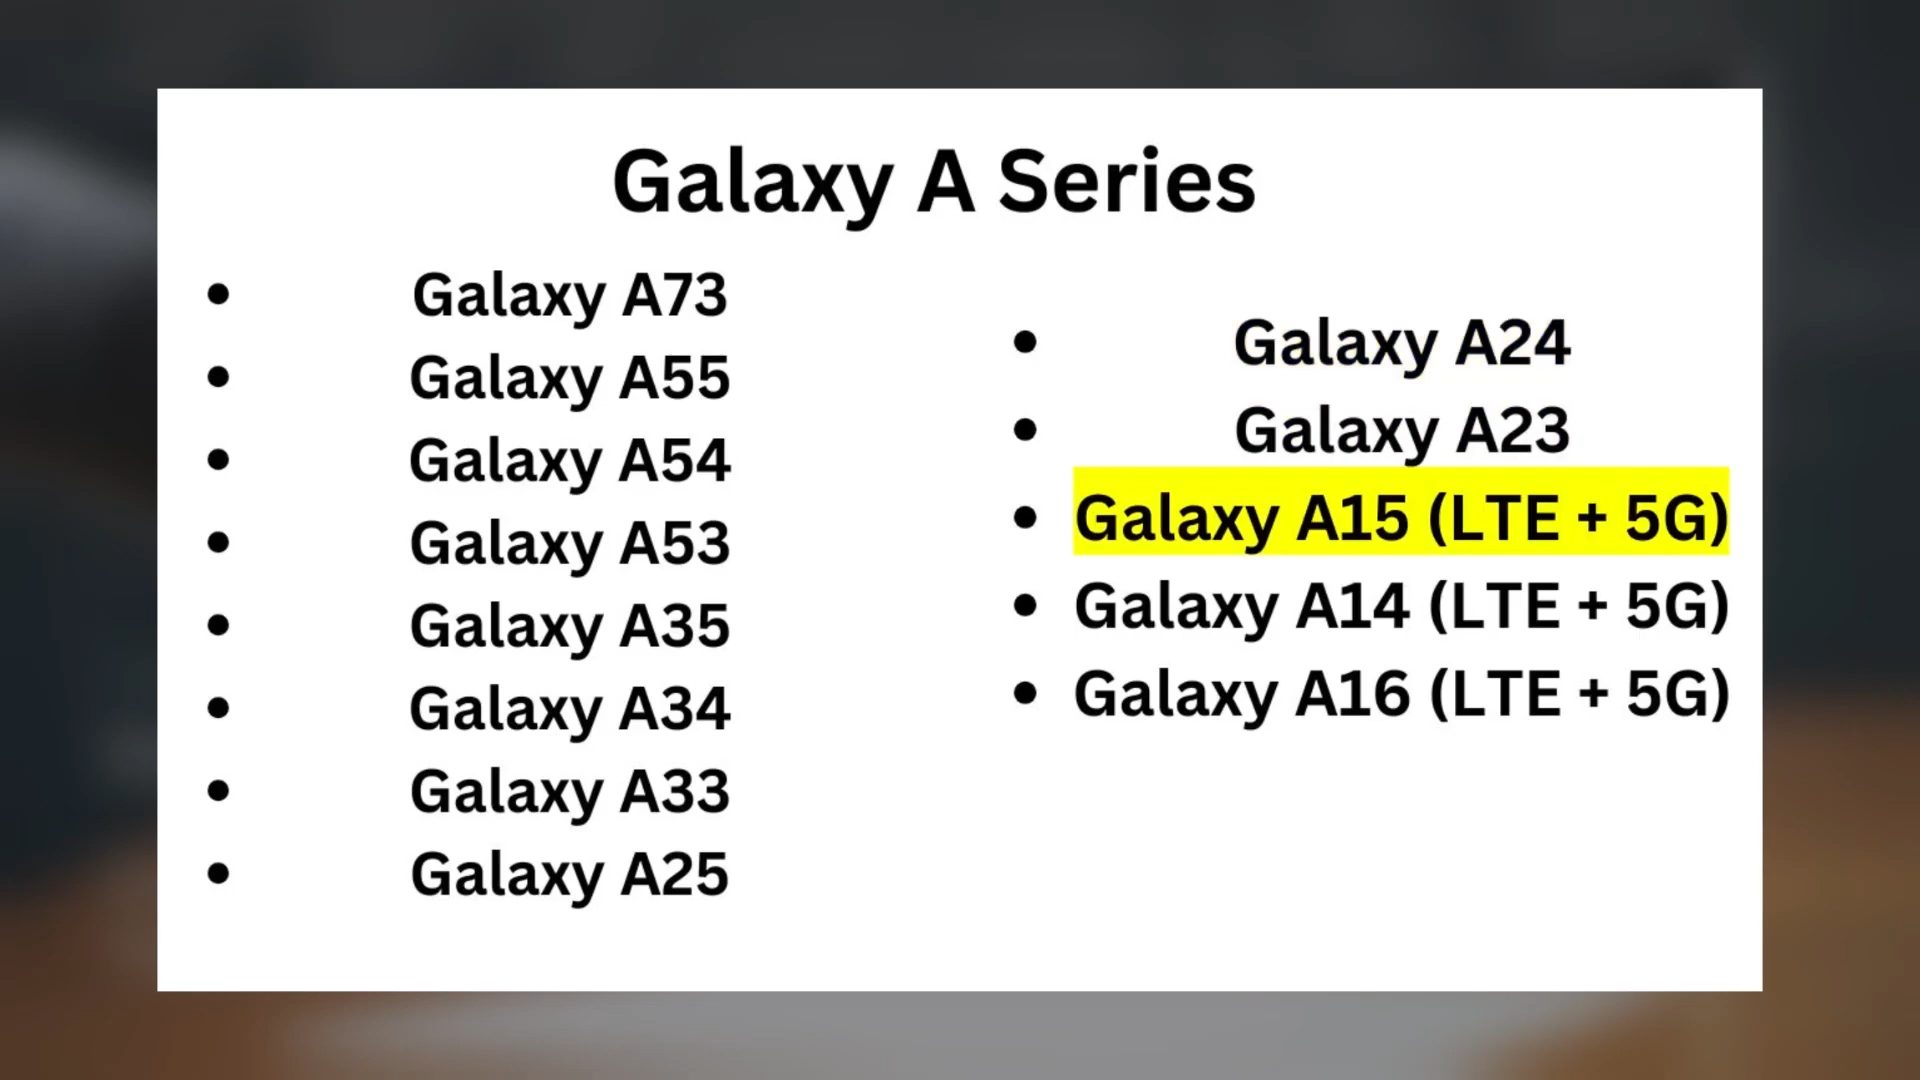 Galaxy A Series
• Galaxy A73
• Galaxy A55
• Galaxy A54
• Galaxy A53
• Galaxy A35
• Galaxy A34
• Galaxy A33
• Galaxy A25
• Galaxy A24
• Galaxy A23
• Galaxy A15 (LTE + 5G)
• Galaxy A14 (LTE + 5G)
• Galaxy A16 (LTE + 5G)